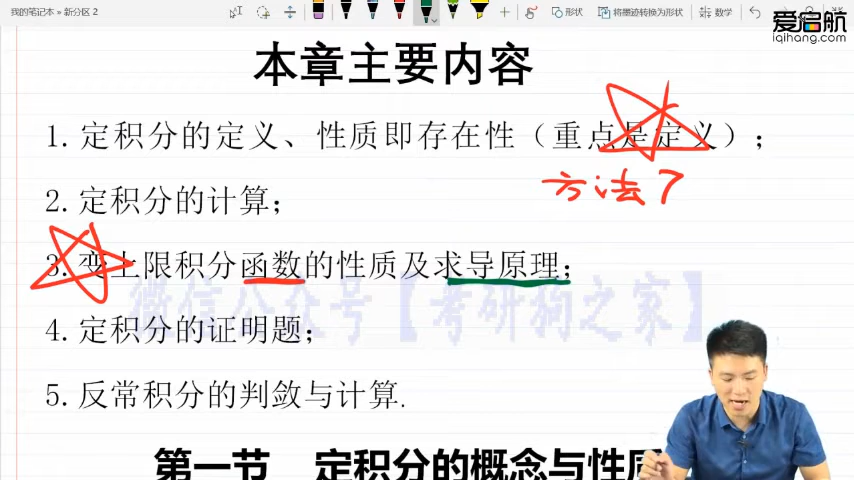 我的笔记本 » 新分区 2
形状
将墨迹转换为形状
数学
爱启航
iqihang.com
本章主要内容
1. 定积分的定义、性质即存在性（重点是定义）；
方法7
2. 定积分的计算；
3. 变上限积分函数的性质及求导原理；
微信公众号【考研狗之家】
4. 定积分的证明题；
5. 反常积分的判敛与计算.
第一节 定积分的概念与性质